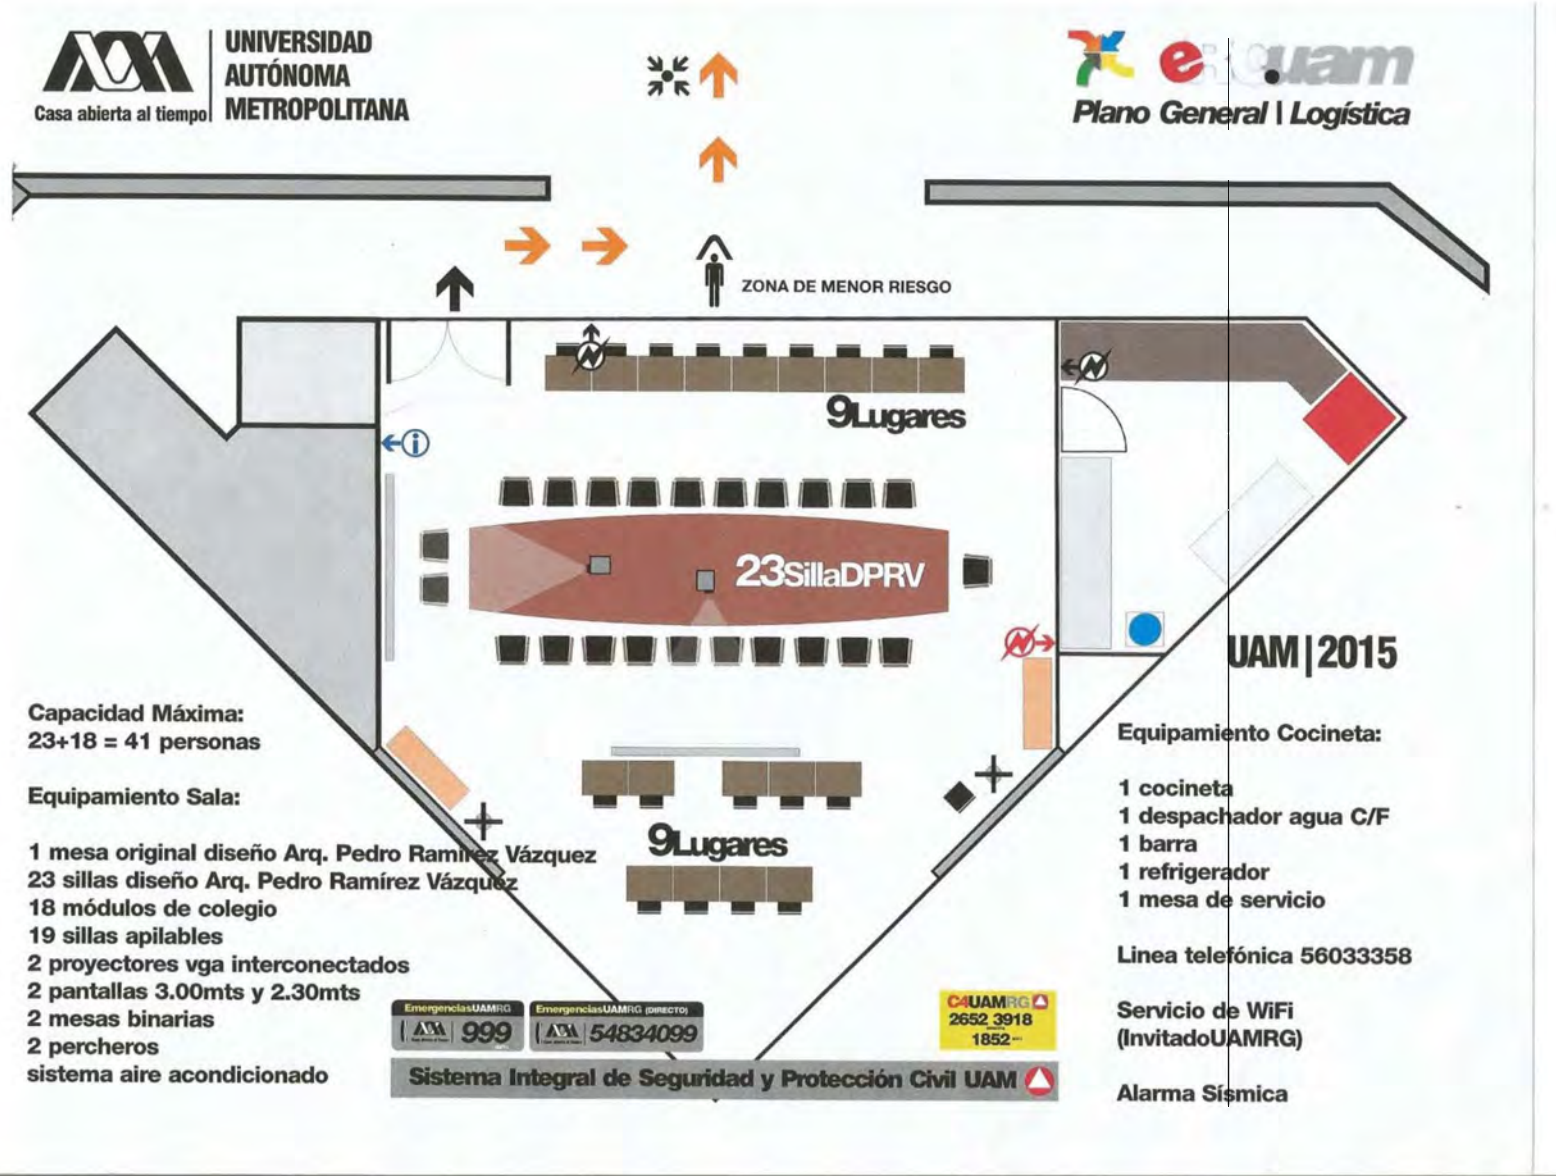 UNIVERSIDAD
AUTÓNOMA
METROPOLITANA
Casa abierta al tiempo
Plano General | Logística
ZONA DE MENOR RIESGO
9Lugares
23SillaDPRV
UAM|2015
Capacidad Máxima:
23+18 = 41 personas
Equipamiento Sala:
1 mesa original diseño Arq. Pedro Ramírez Vázquez
23 sillas diseño Arq. Pedro Ramírez Vázquez
18 módulos de colegio
19 sillas apilables
2 proyectores vga interconectados
2 pantallas 3.00mts y 2.30mts
2 mesas binarias
2 percheros
sistema aire acondicionado
9Lugares
Equipamiento Cocineta:
1 cocineta
1 despachador agua C/F
1 barra
1 refrigerador
1 mesa de servicio
Linea telefónica 56033358
Servicio de WiFi
(InvitadoUAMRG)
Alarma Sísmica
EmergenciasUAMRG
999
EmergenciasUAMRG (DIRECTO)
54834099
C4UAMRG
2652 3918
1852
Sistema Integral de Seguridad y Protección Civil UAM